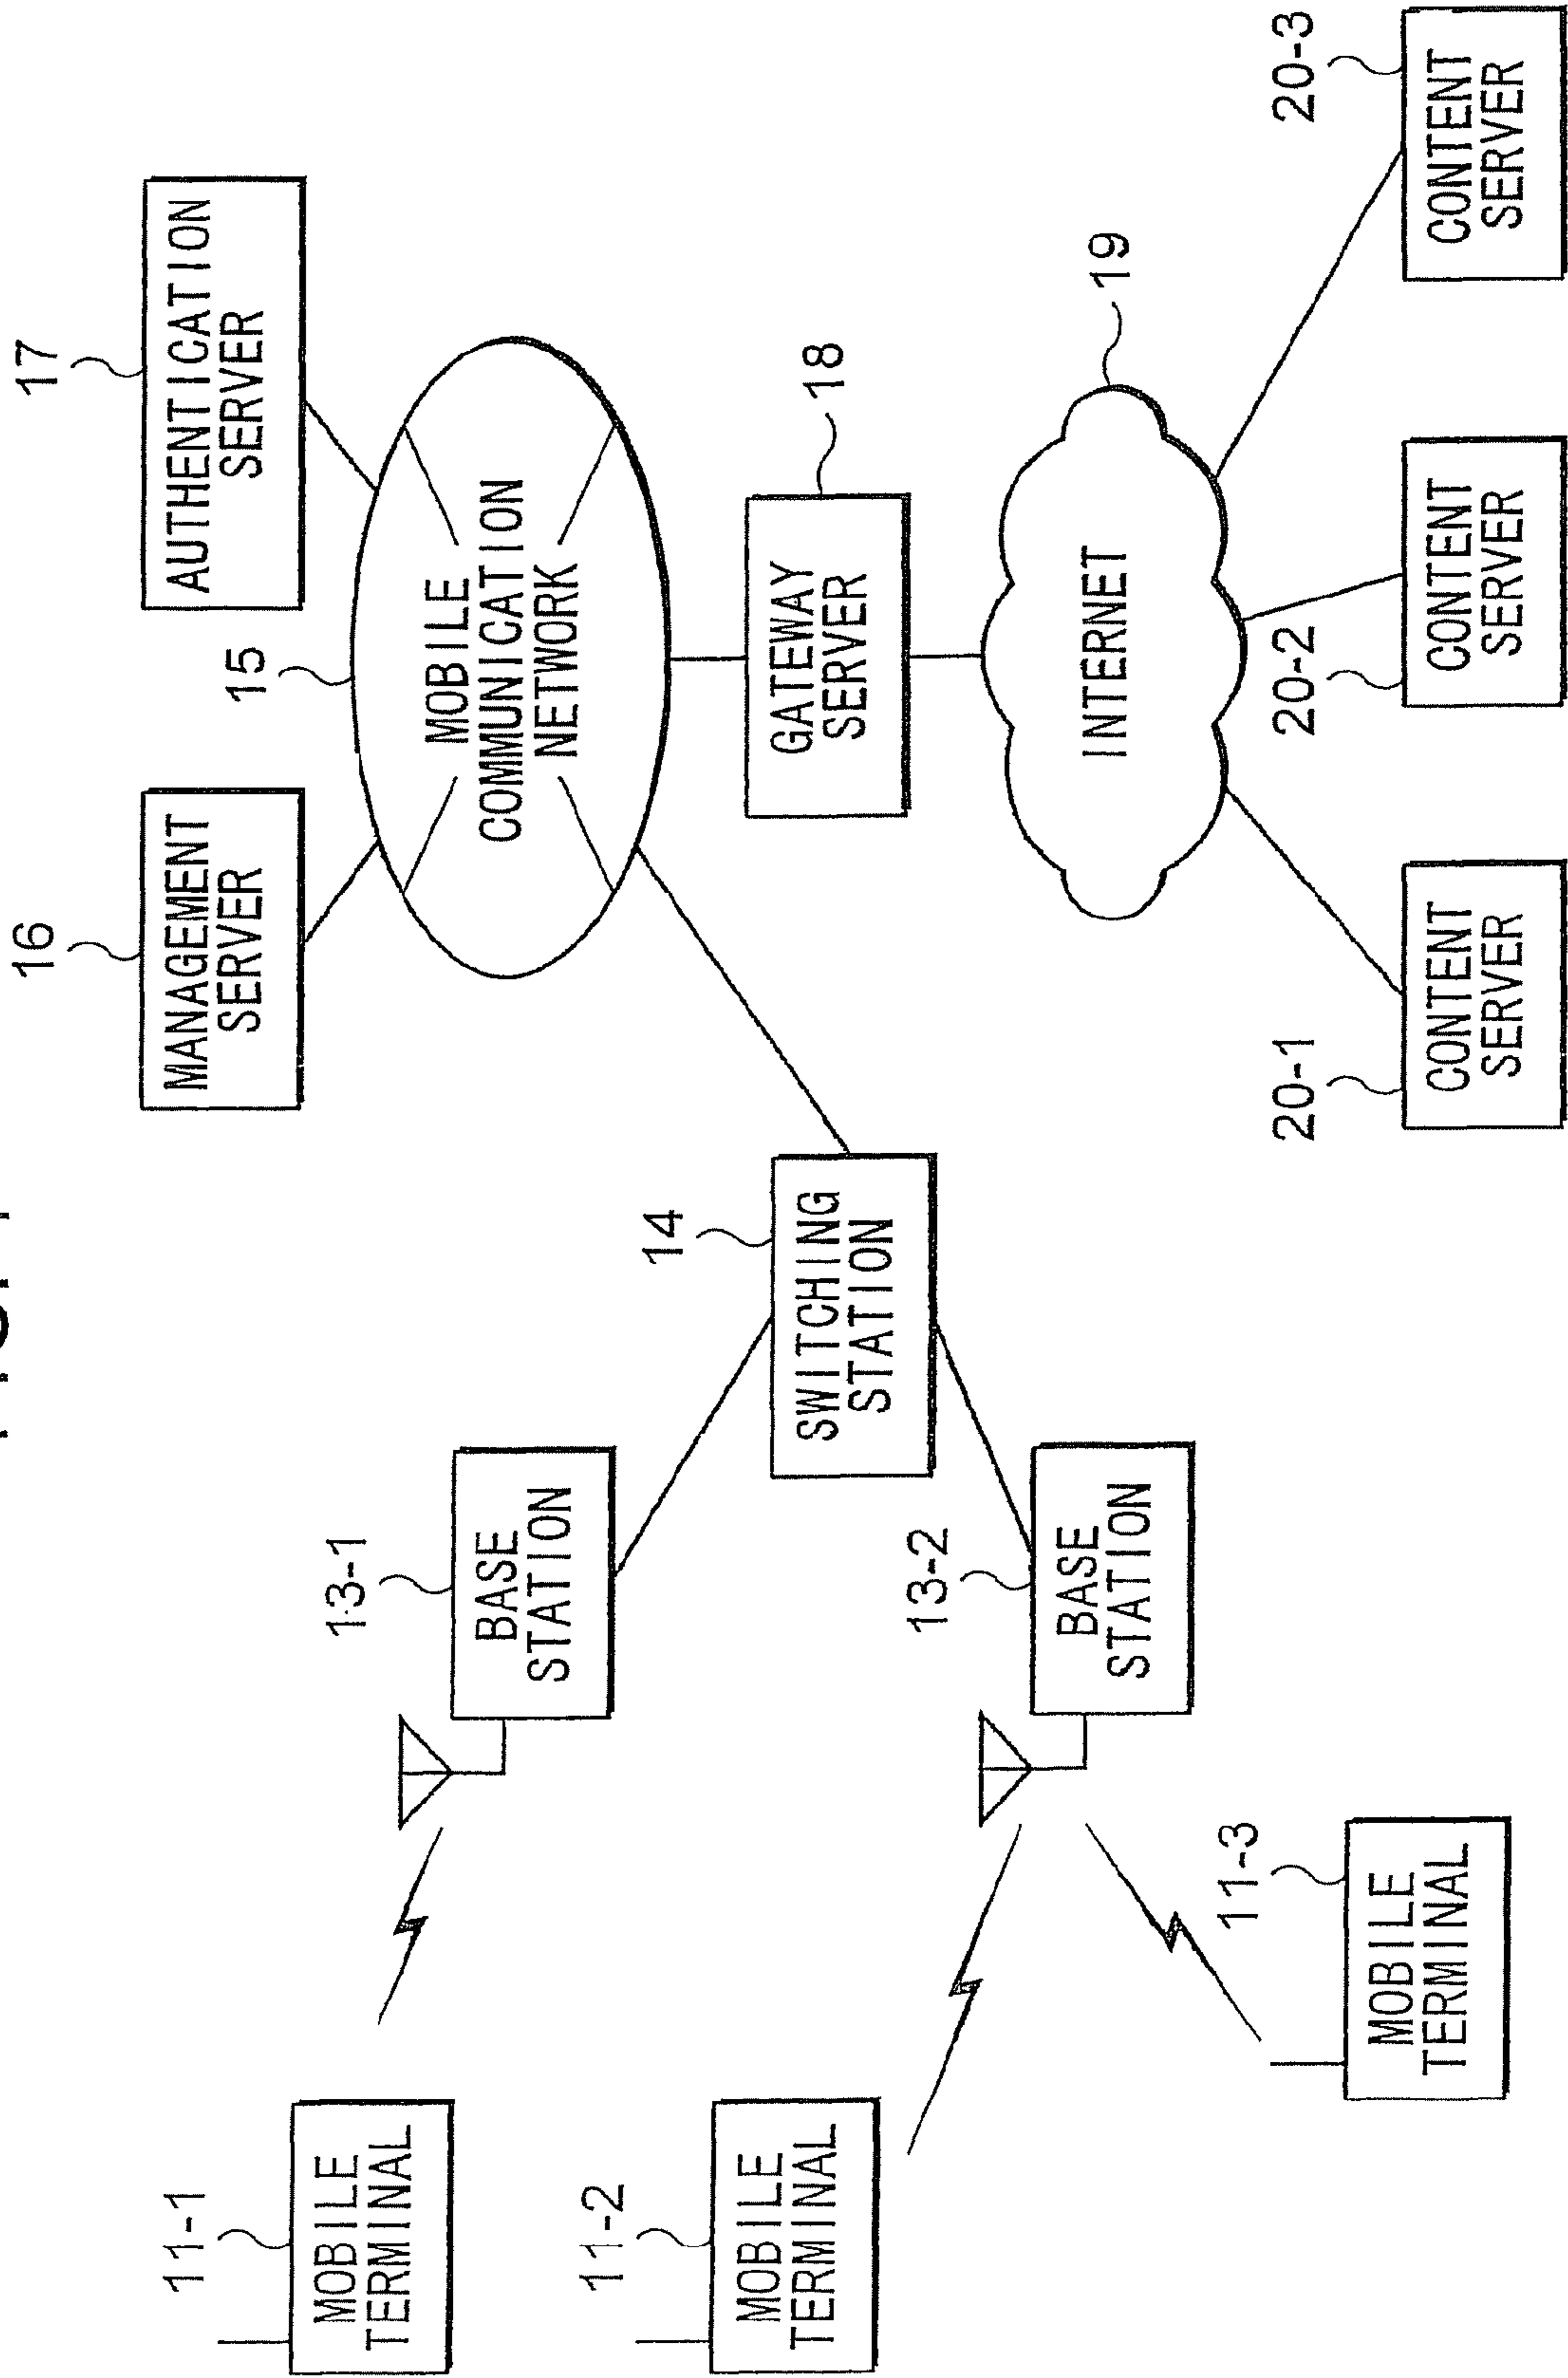 16
17
MANAGEMENT
SERVER
AUTHENTICATION
SERVER
15
11-1
MOBILE
TERMINAL
13-1
BASE
STATION
MOBILE
COMMUNICATION
NETWORK
11-2
MOBILE
TERMINAL
14
SWITCHING
STATION
18
GATEWAY
SERVER
13-2
BASE
STATION
19
INTERNET
11-3
MOBILE
TERMINAL
20-1
CONTENT
SERVER
20-2
CONTENT
SERVER
20-3
CONTENT
SERVER